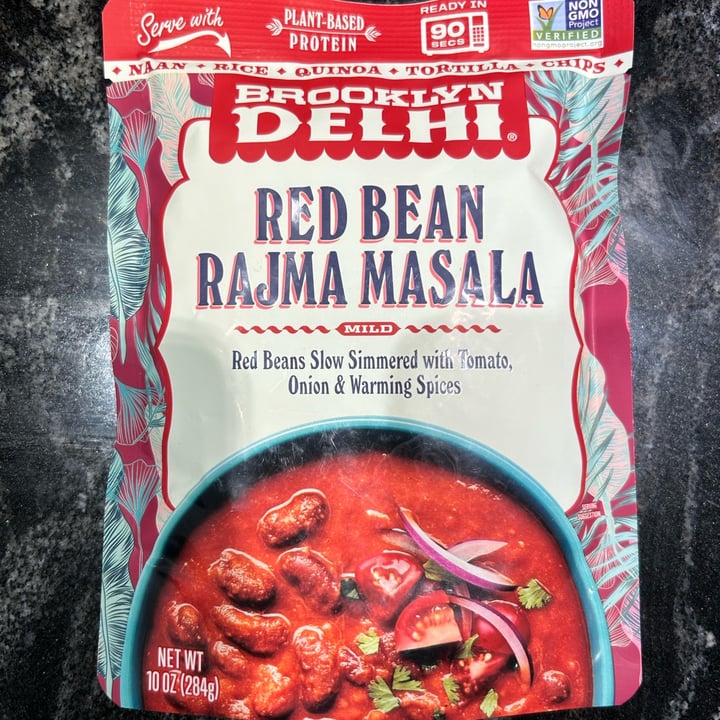 Serve with
PLANT-BASED
PROTEIN
READY IN
90
SECS
NON
GMO
Project
VERIFIED
nongmoproject.org
• NAAN • RICE • QUINOA • TORTILLA • CHIPS •
BROOKLYN
DELHI®
RED BEAN
RAJMA MASALA
MILD
Red Beans Slow Simmered with Tomato,
Onion & Warming Spices
SERVING
SUGGESTION
NET WT
10 OZ (284g)